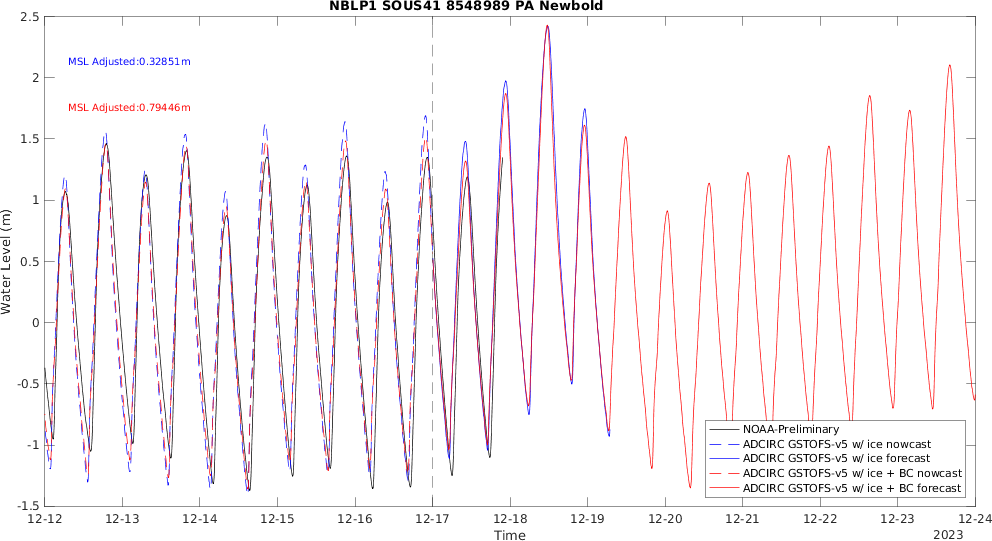 NBLP1 SOUS41 8548989 PA Newbold
MSL Adjusted:0.32851m
MSL Adjusted:0.79446m
Water Level (m)
2.5
2
1.5
1
0.5
0
-0.5
-1
-1.5
NOAA-Preliminary
ADCIRC GSTOFS-v5 w/ ice nowcast
ADCIRC GSTOFS-v5 w/ ice forecast
ADCIRC GSTOFS-v5 w/ ice + BC nowcast
ADCIRC GSTOFS-v5 w/ ice + BC forecast
12-12 12-13 12-14 12-15 12-16 12-17 12-18 12-19 12-20 12-21 12-22 12-23 12-24
Time
2023